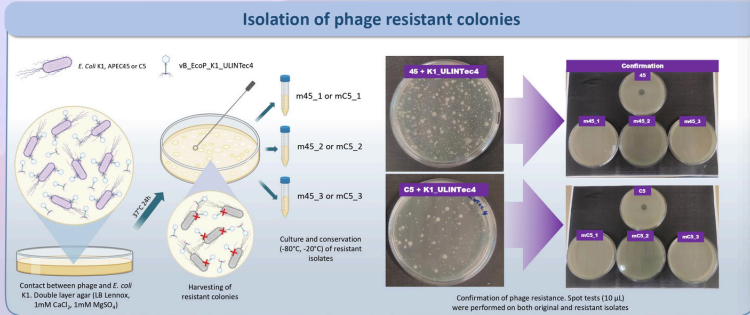 Isolation of phage resistant colonies
E. Coli K1, APEC45 or C5
vB_EcoP_K1_ULINTec4
37°C 24h
m45_1 or mC5_1
m45_2 or mC5_2
m45_3 or mC5_3
Contact between phage and E. coli
K1. Double layer agar (LB Lennox,
1mM CaCl₂, 1mM MgSO₄)
Harvesting of
resistant colonies
Culture and conservation
(-80°C, -20°C) of resistant
isolates
45 + K1_ULINTec4
C5 + K1_ULINTec4
Confirmation
45
m45_1
m45_2
m45_3
C5
mC5_1
mC5_2
mC5_3
Confirmation of phage resistance. Spot tests (10 µL)
were performed on both original and resistant isolates